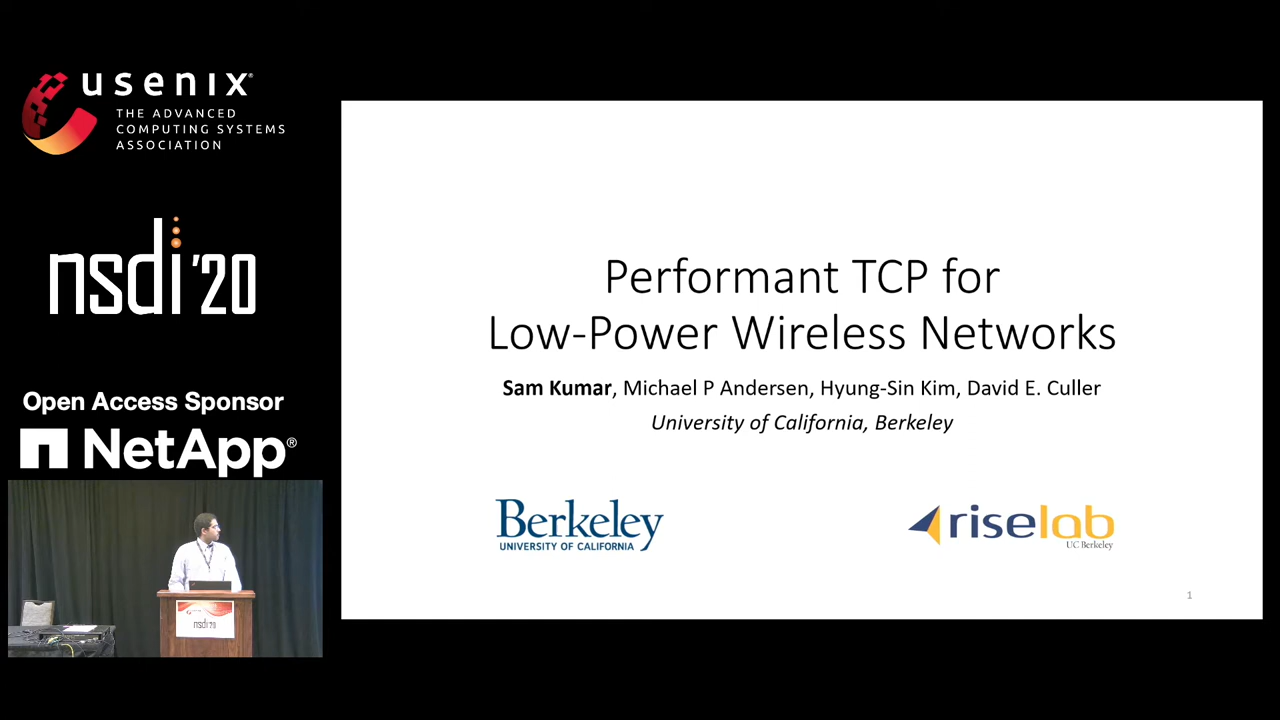 usenix®
THE ADVANCED
COMPUTING SYSTEMS
ASSOCIATION
nsdi '20
Open Access Sponsor
NetApp®
nsdi '20
Performant TCP for
Low-Power Wireless Networks
Sam Kumar, Michael P Andersen, Hyung-Sin Kim, David E. Culler
University of California, Berkeley
Berkeley
UNIVERSITY OF CALIFORNIA
riselab
UC Berkeley
1